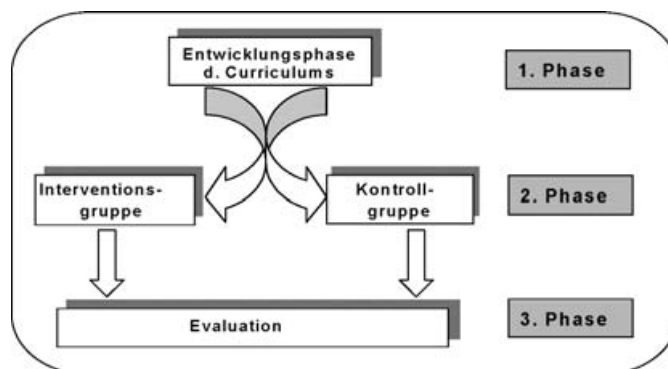 Entwicklungsphase
d. Curriculums
1. Phase
Interventions-
gruppe
Kontroll-
gruppe
2. Phase
Evaluation
3. Phase